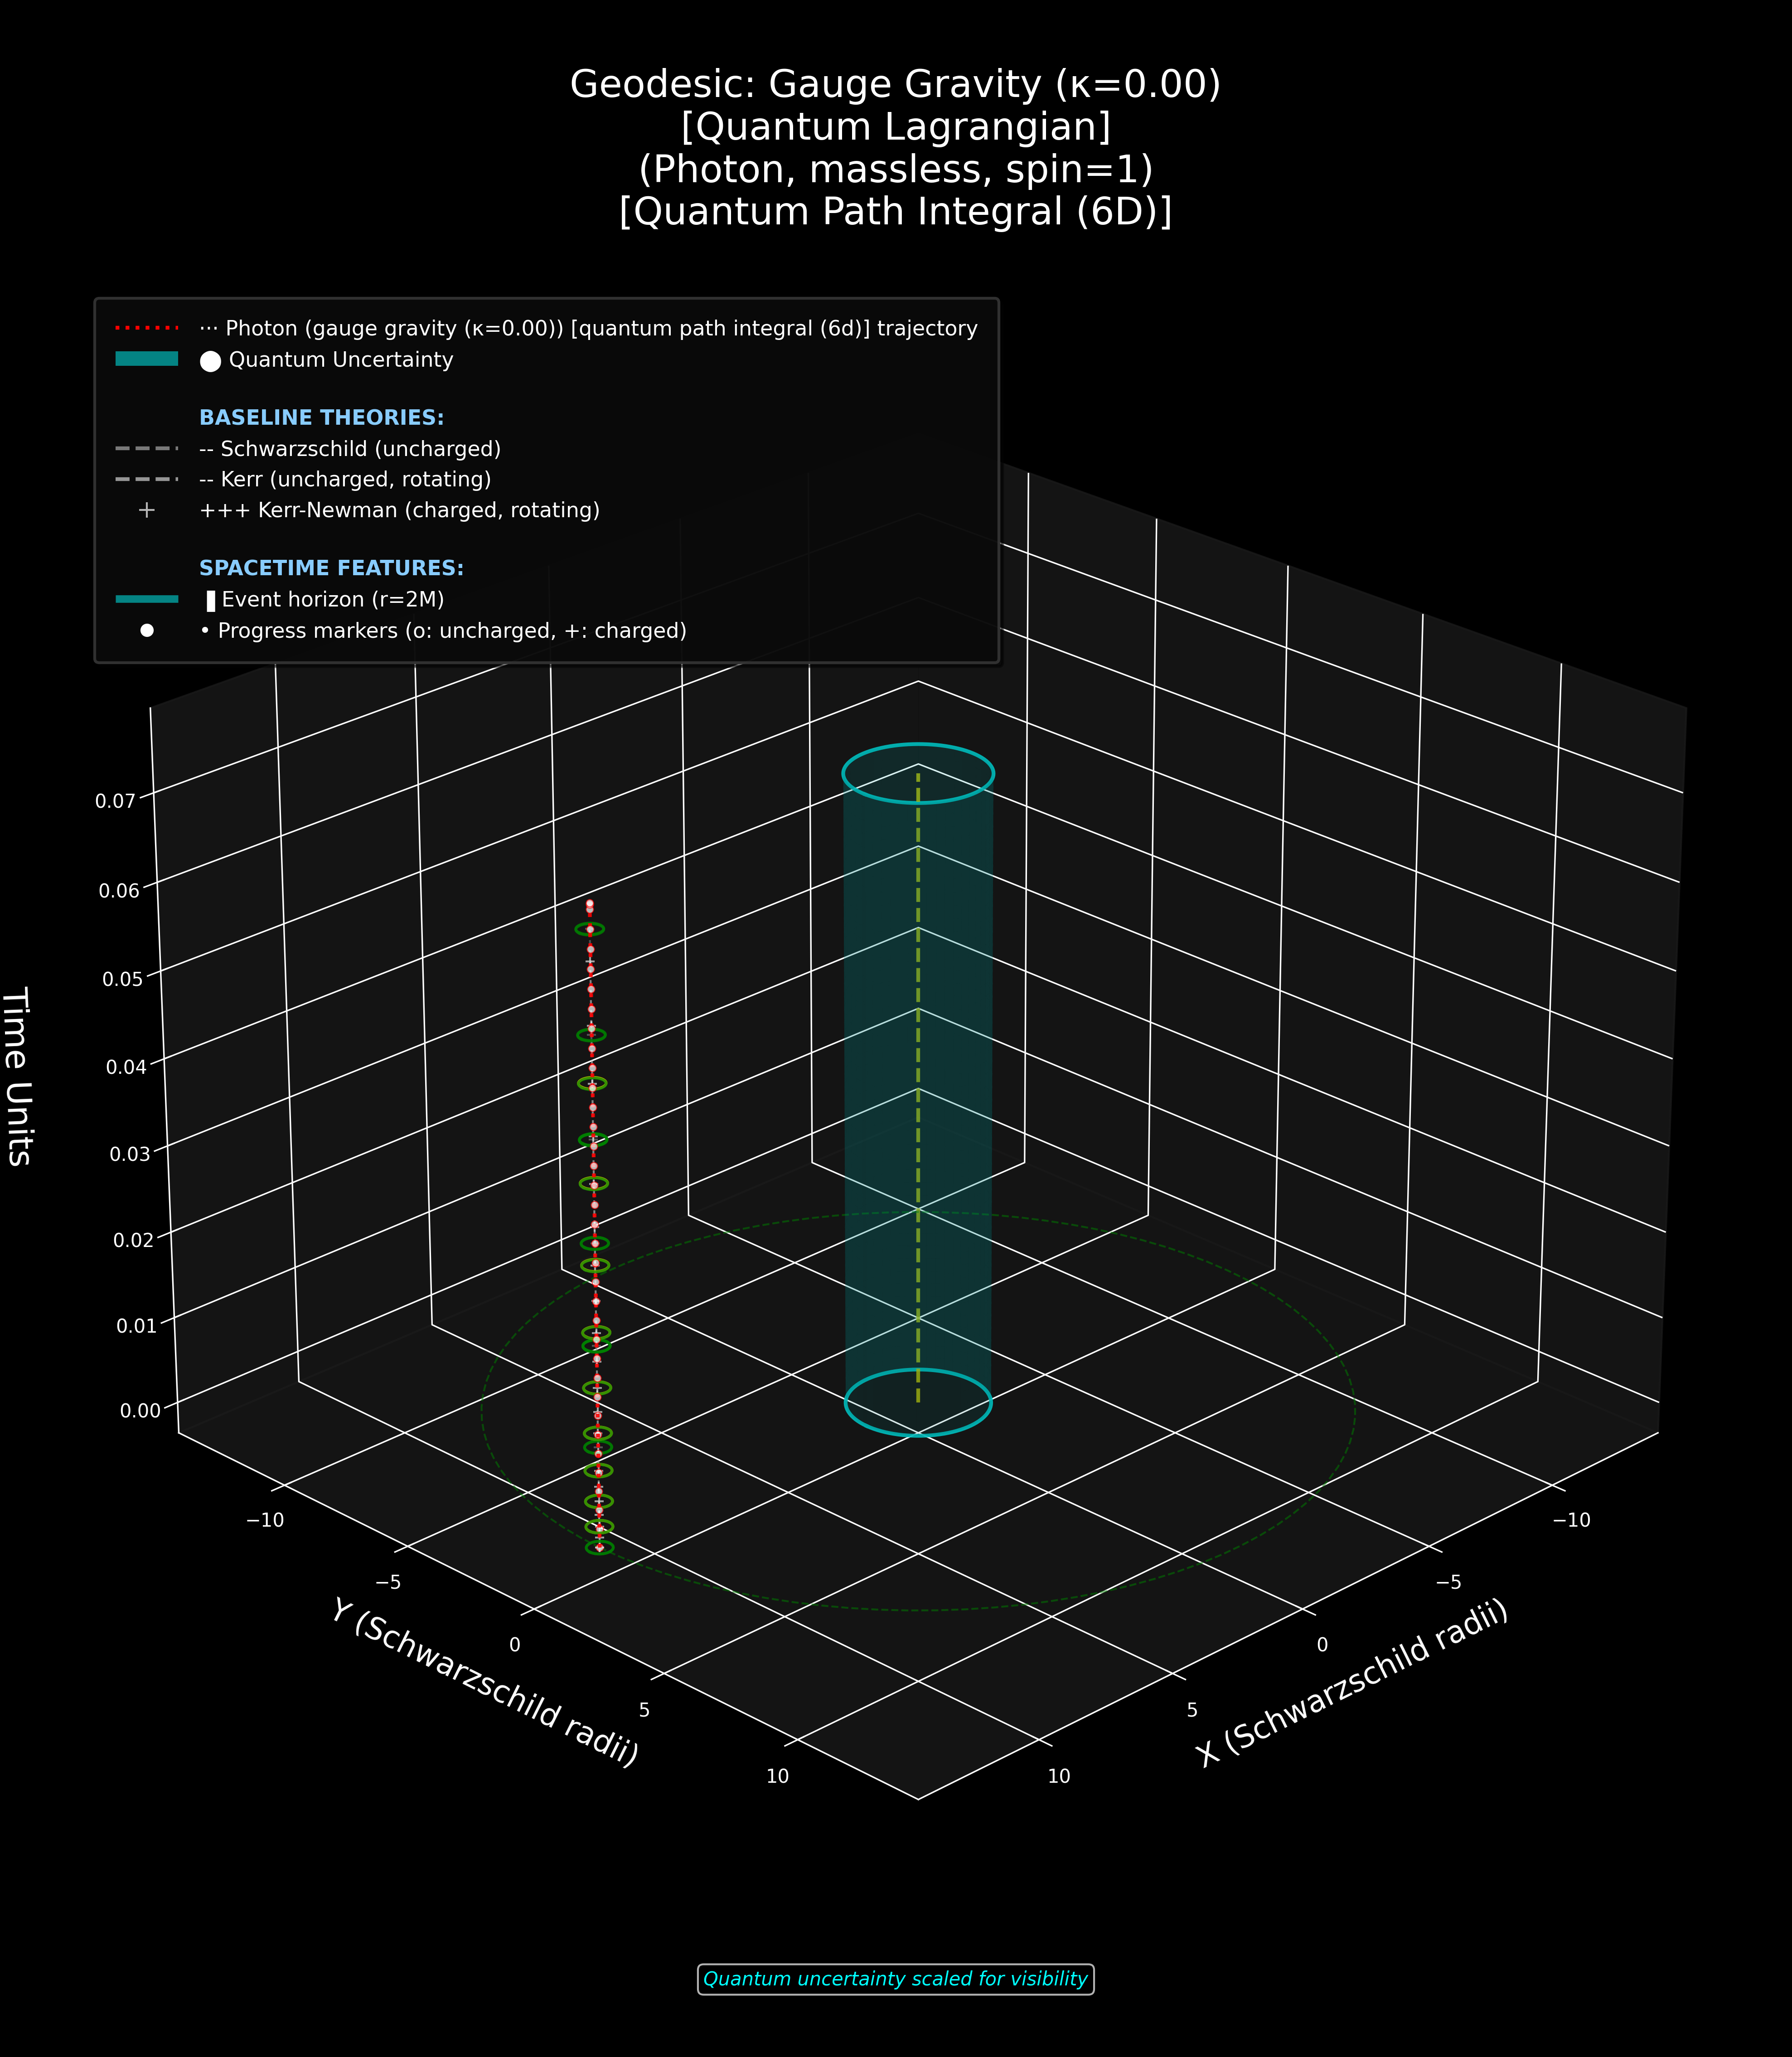 Geodesic: Gauge Gravity (κ=0.00)
[Quantum Lagrangian]
(Photon, massless, spin=1)
[Quantum Path Integral (6D)]
··· Photon (gauge gravity (κ=0.00)) [quantum path integral (6d)] trajectory
● Quantum Uncertainty
BASELINE THEORIES:
-- Schwarzschild (uncharged)
-- Kerr (uncharged, rotating)
+++ Kerr-Newman (charged, rotating)
SPACETIME FEATURES:
▐ Event horizon (r=2M)
• Progress markers (o: uncharged, +: charged)
0.07
0.06
0.05
0.04
0.03
0.02
0.01
0.00
Time Units
−10
−5
0
5
10
Y (Schwarzschild radii)
−10
−5
0
5
10
X (Schwarzschild radii)
Quantum uncertainty scaled for visibility